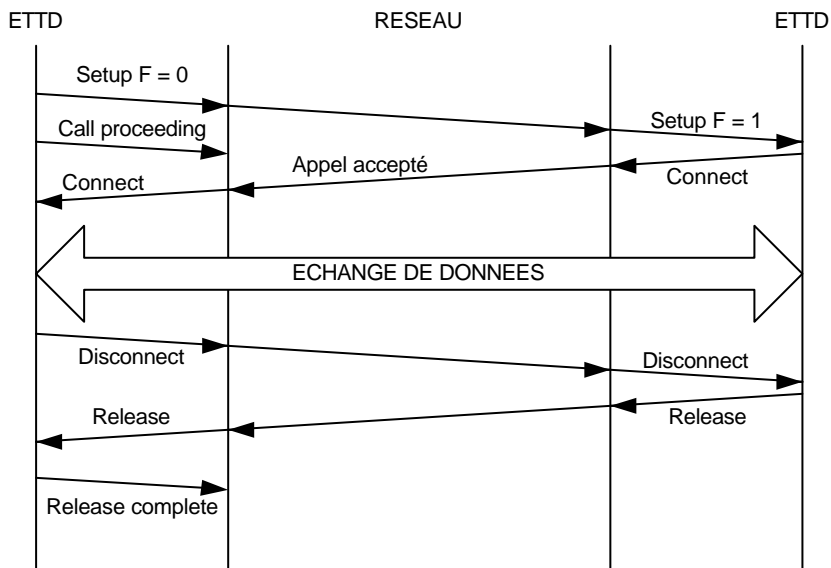 ETTD
RESEAU
ETTD
Setup F = 0
Call proceeding
Setup F = 1
Appel accepté
Connect
Connect
ECHANGE DE DONNEES
Disconnect
Disconnect
Release
Release
Release complete